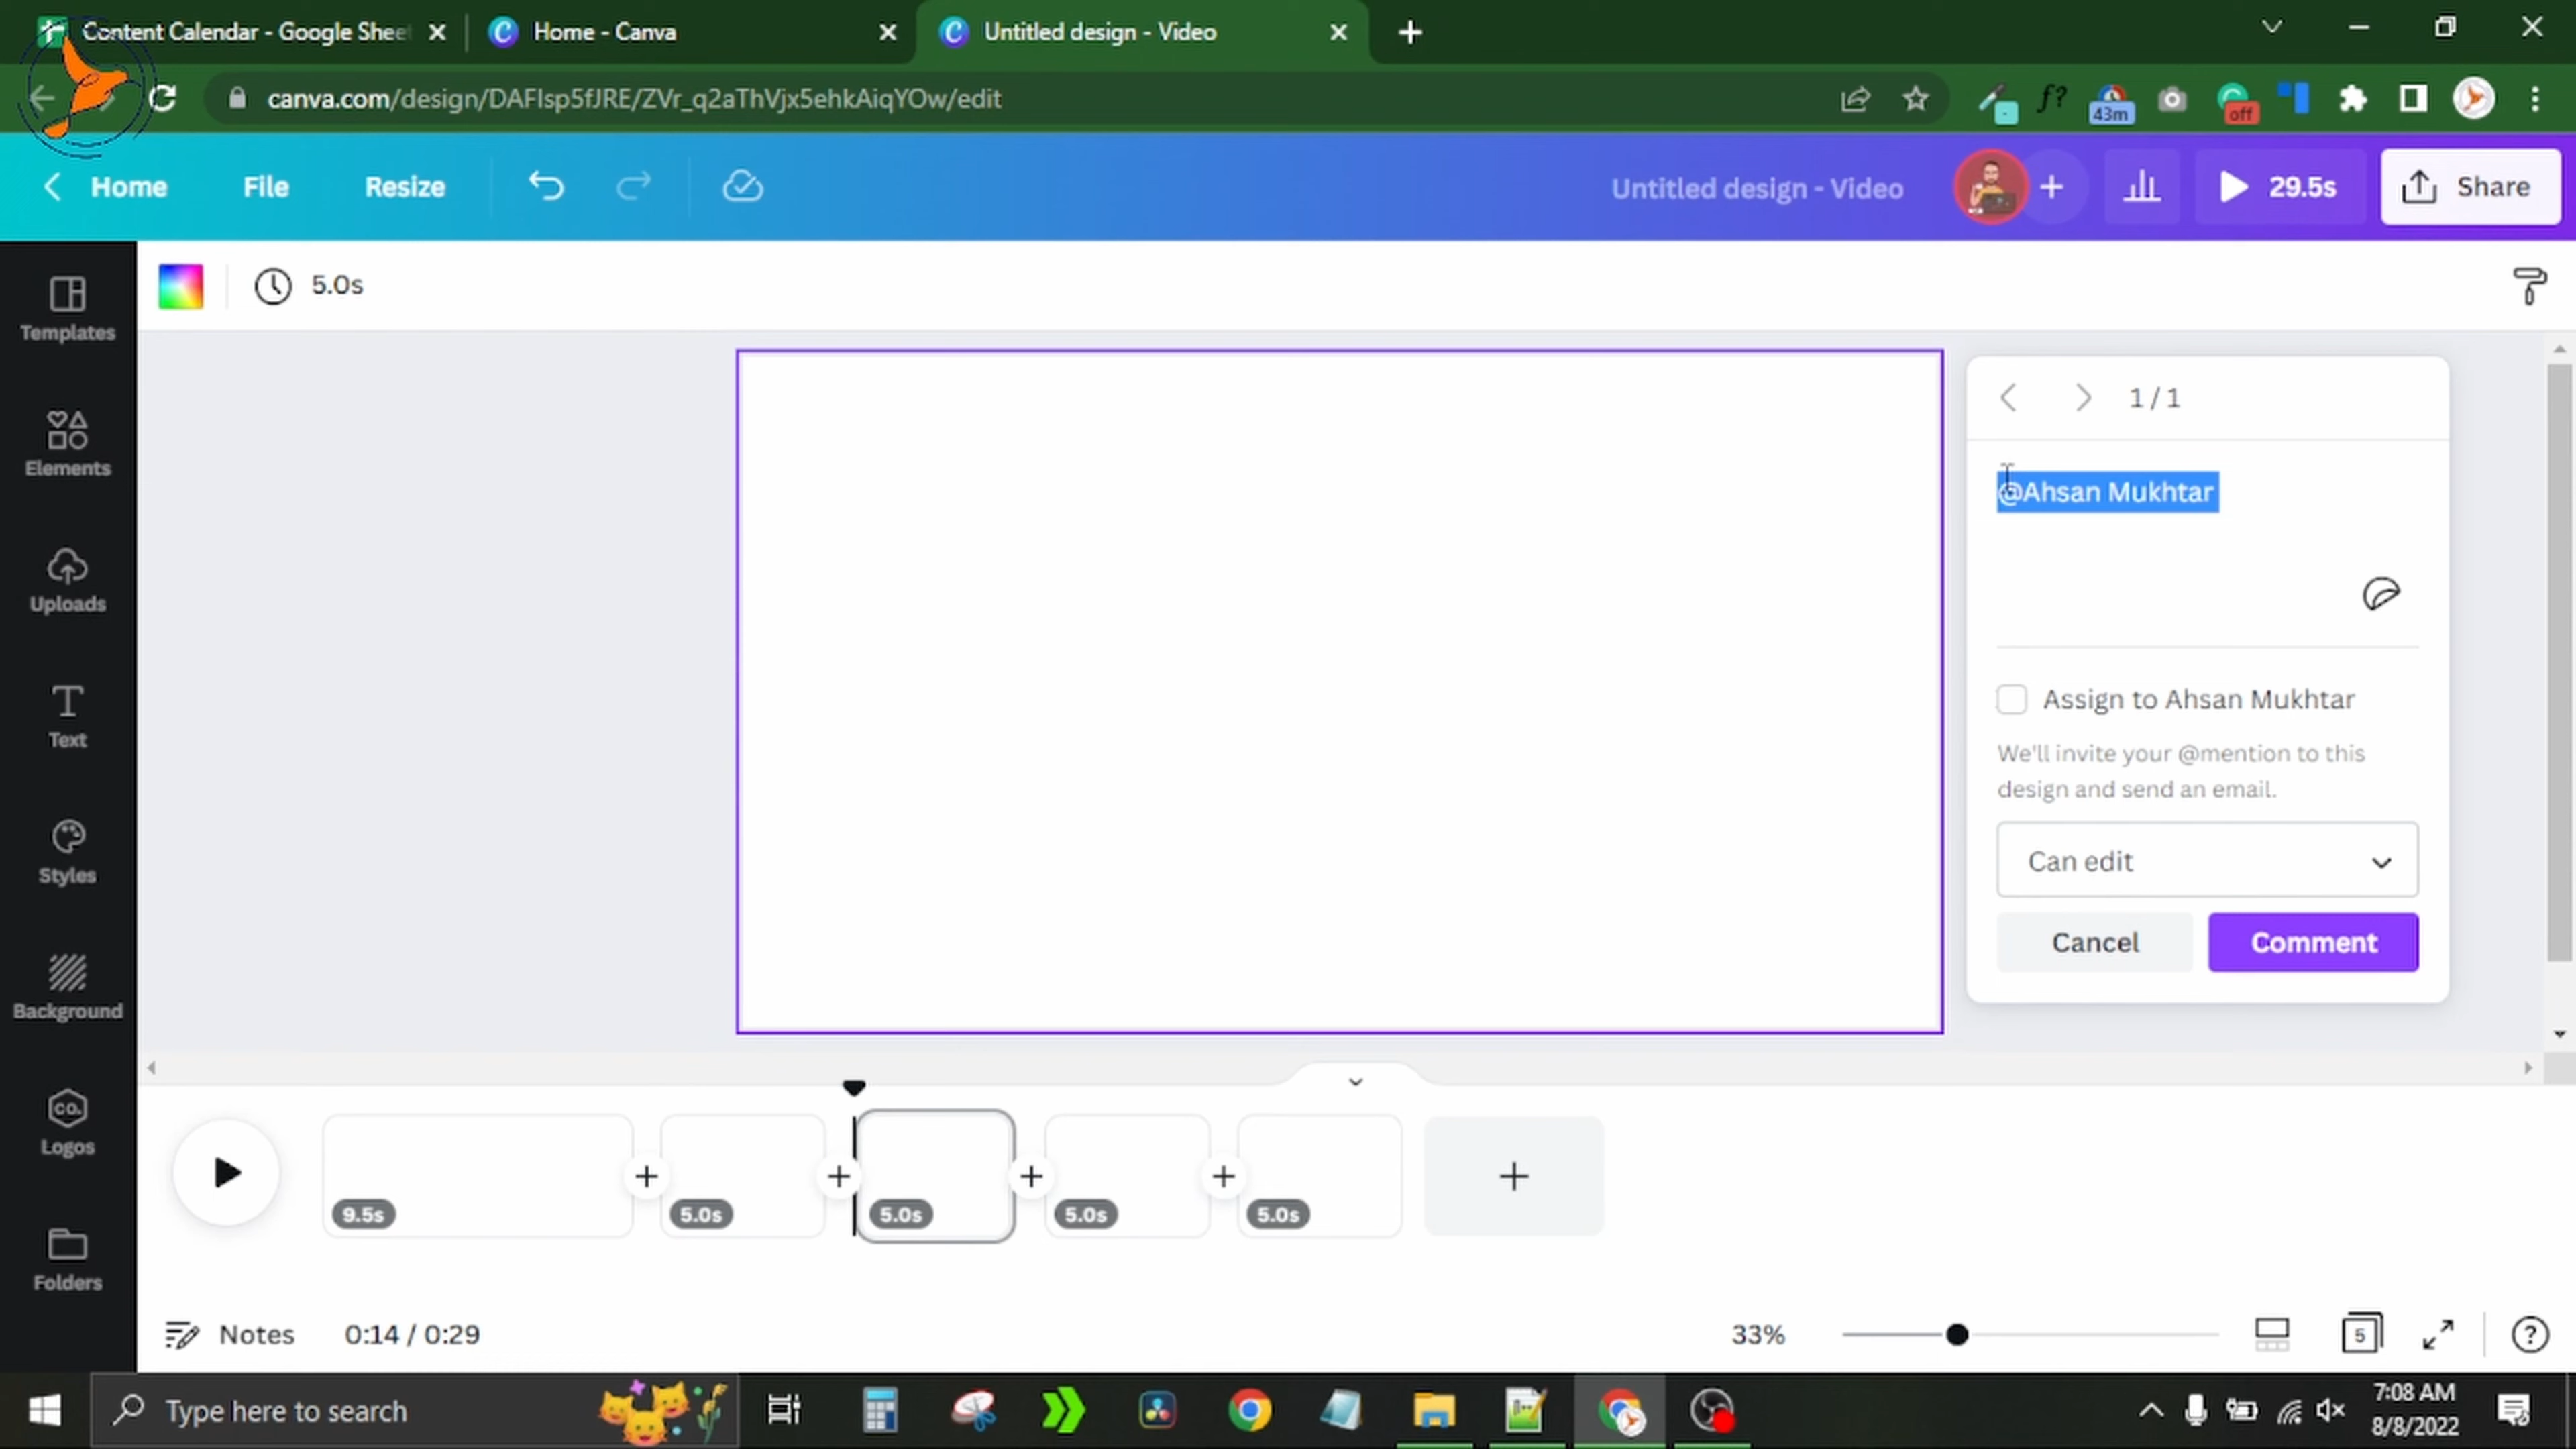 Content Calendar - Google Sheet
Home - Canva
Untitled design - Video
canva.com/design/DAFIsp5fJRE/ZVr_q2aThVjx5ehkAiqYOw/edit
f?
43m
off
Home
File
Resize
Untitled design - Video
29.5s
Share
5.0s
Templates
Elements
Uploads
Text
Styles
Background
CO.
Logos
Folders
1 / 1
@Ahsan Mukhtar
Assign to Ahsan Mukhtar
We'll invite your @mention to this
design and send an email.
Can edit
Cancel
Comment
9.5s
5.0s
5.0s
5.0s
5.0s
Notes
0:14 / 0:29
33%
5
Type here to search
7:08 AM
8/8/2022